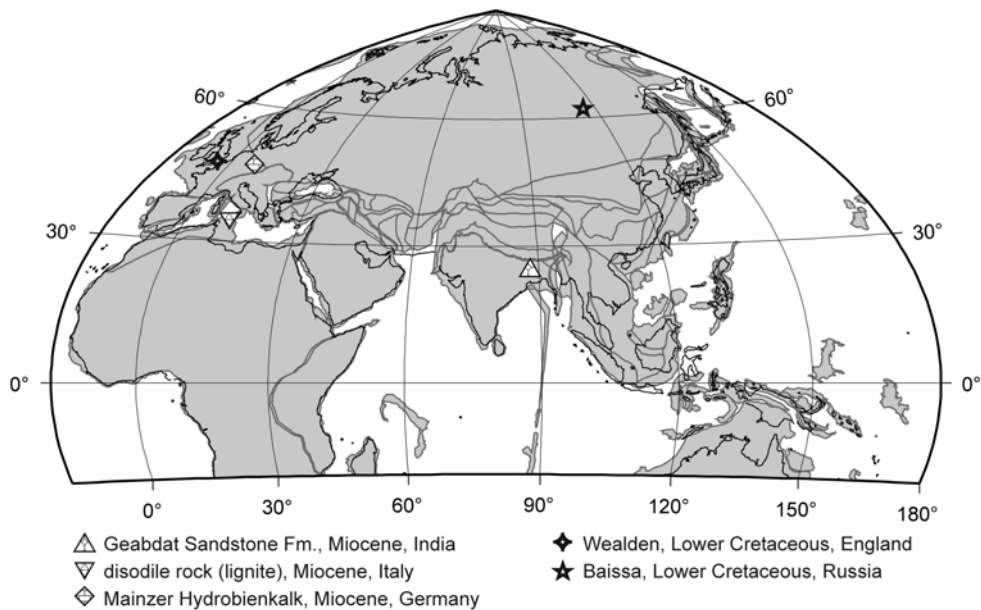 60° 60°
30° 30°
0° 0°
0° 30° 60° 90° 120° 150° 180°
Geabdat Sandstone Fm., Miocene, India
disodile rock (lignite), Miocene, Italy
Mainzer Hydrobienkalk, Miocene, Germany
Wealden, Lower Cretaceous, England
Baissa, Lower Cretaceous, Russia